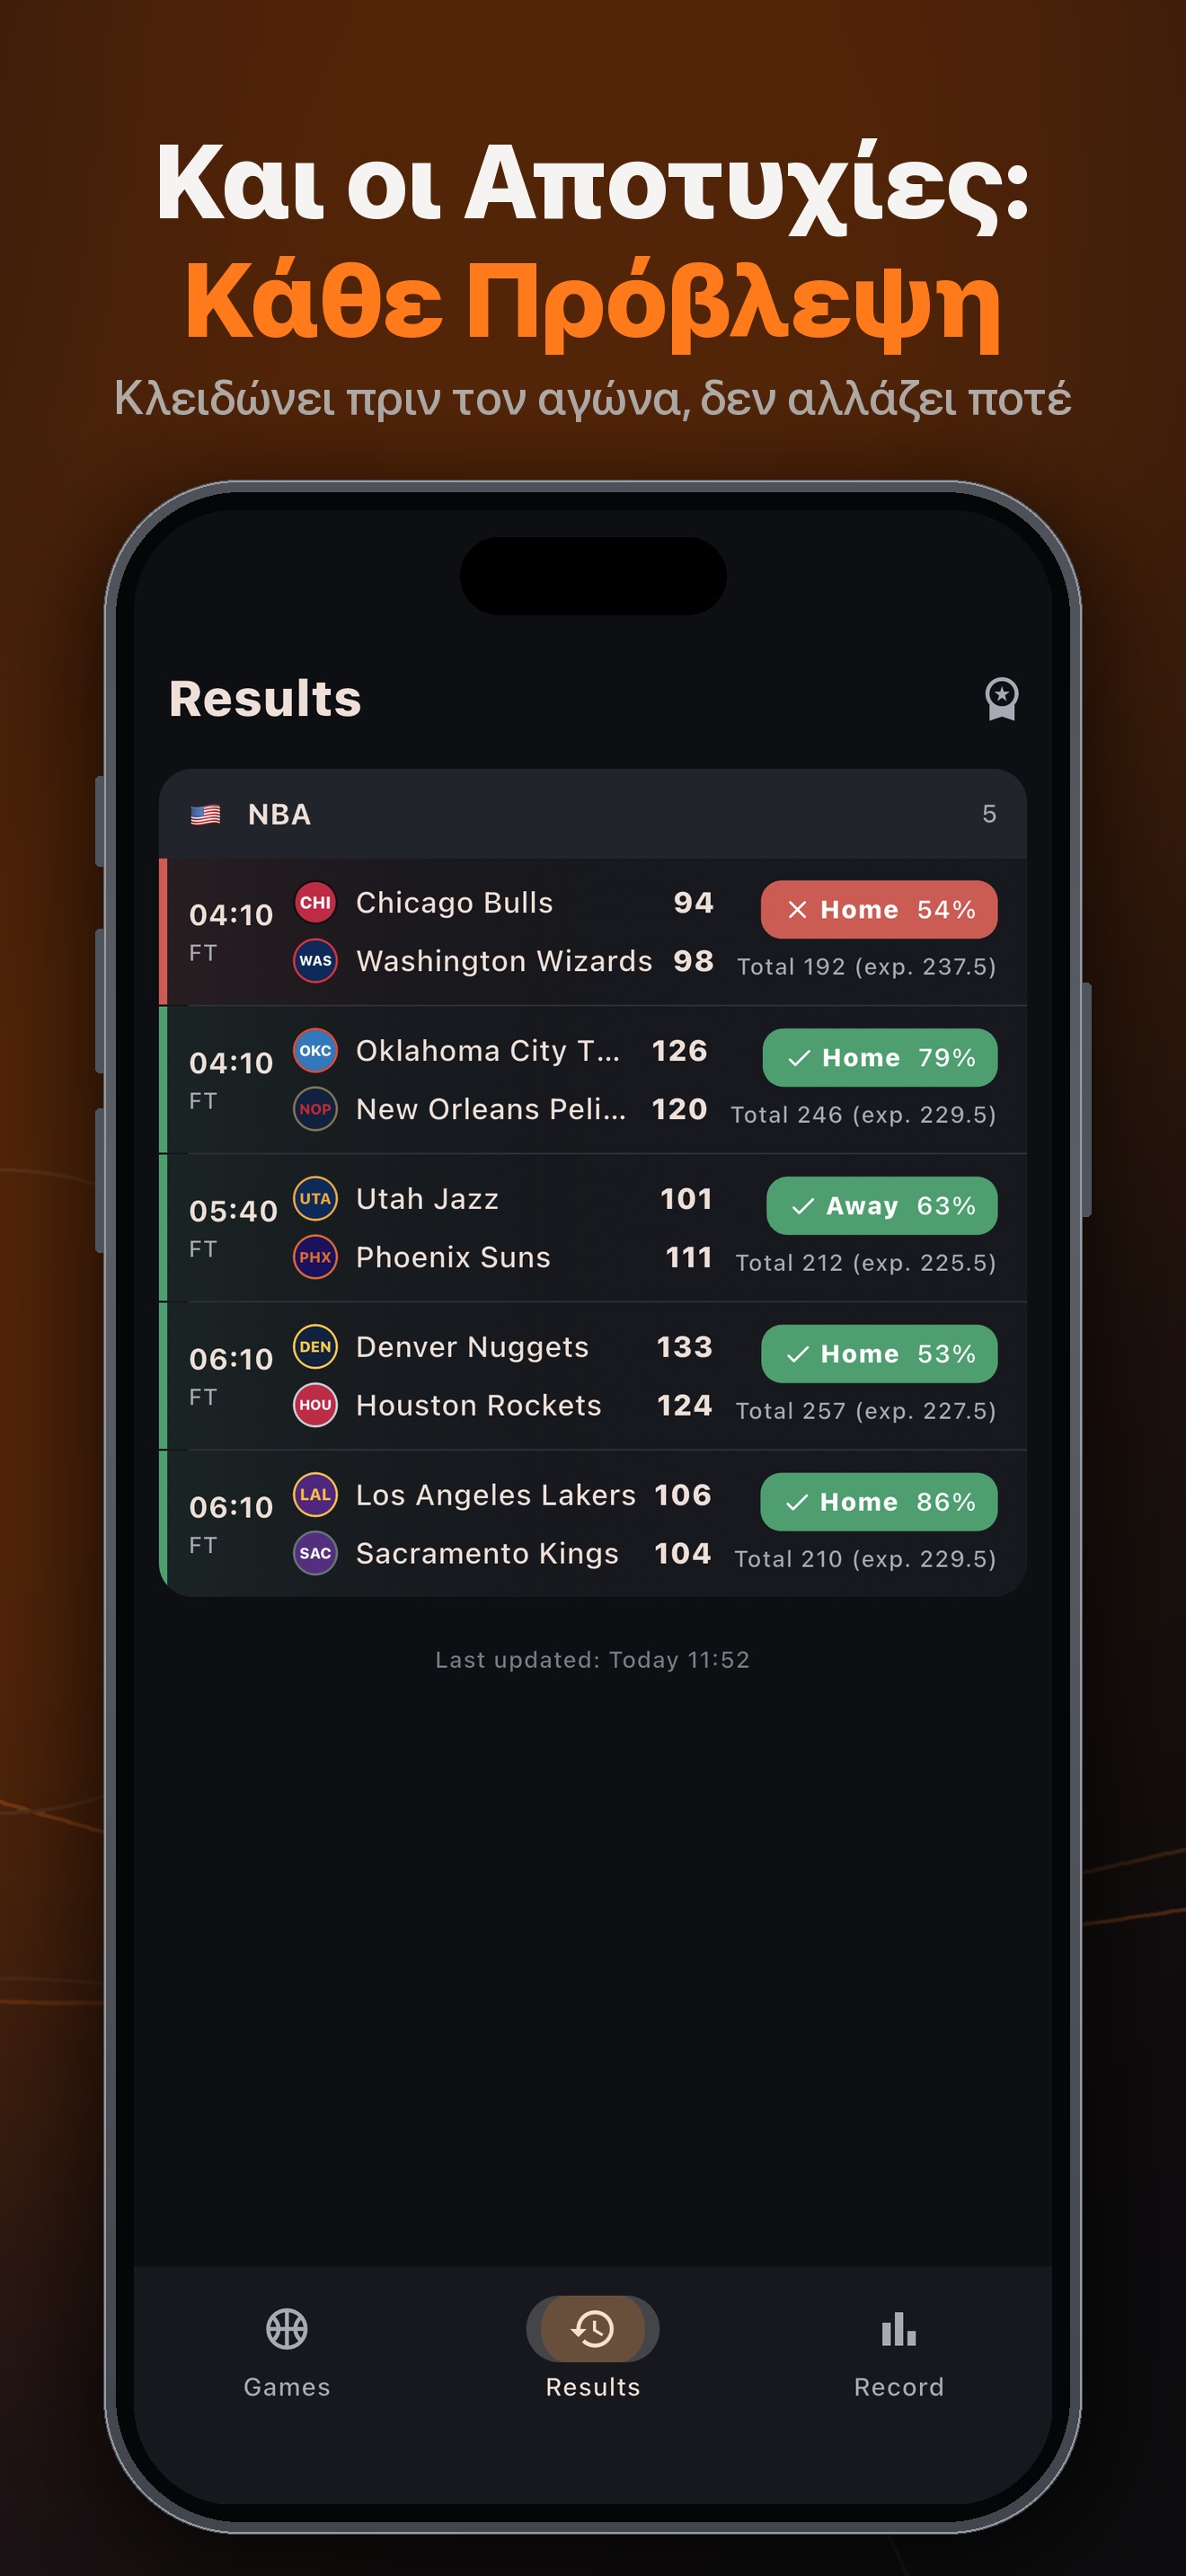 Και οι Αποτυχίες:
Κάθε Πρόβλεψη
Κλειδώνει πριν τον αγώνα, δεν αλλάζει ποτέ
Results
NBA 5
04:10 CHI Chicago Bulls 94 Home 54%
FT WAS Washington Wizards 98 Total 192 (exp. 237.5)
04:10 OKC Oklahoma City T... 126 Home 79%
FT NOP New Orleans Peli... 120 Total 246 (exp. 229.5)
05:40 UTA Utah Jazz 101 Away 63%
FT PHX Phoenix Suns 111 Total 212 (exp. 225.5)
06:10 DEN Denver Nuggets 133 Home 53%
FT HOU Houston Rockets 124 Total 257 (exp. 227.5)
06:10 LAL Los Angeles Lakers 106 Home 86%
FT SAC Sacramento Kings 104 Total 210 (exp. 229.5)
Last updated: Today 11:52
Games Results Record